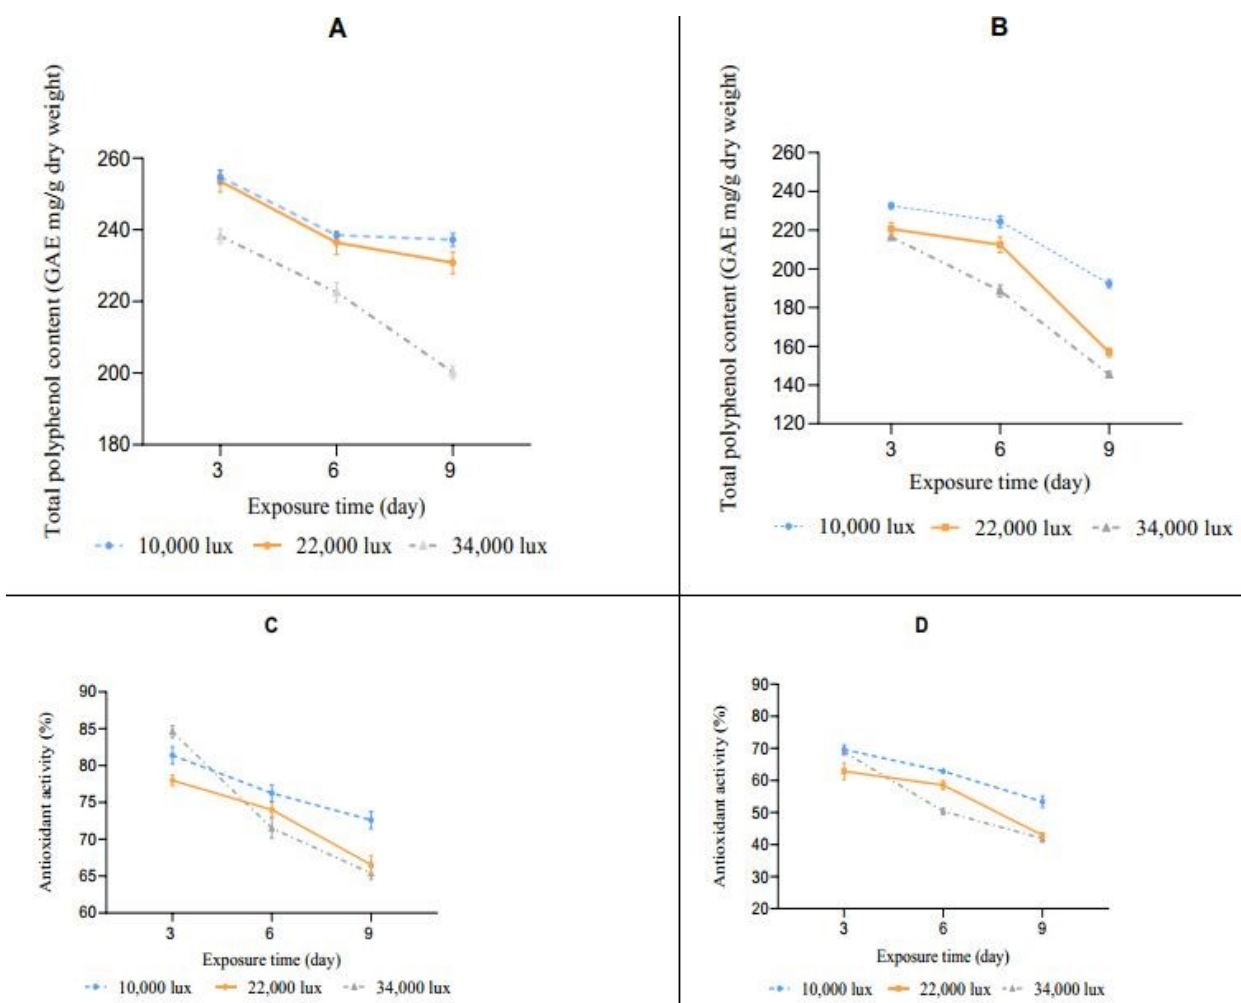 A
Total polyphenol content (GAE mg/g dry weight)
260
240
220
200
180
3 6 9
Exposure time (day)
10,000 lux 22,000 lux 34,000 lux
B
Total polyphenol content (GAE mg/g dry weight)
260
240
220
200
180
160
140
120
3 6 9
Exposure time (day)
10,000 lux 22,000 lux 34,000 lux
C
Antioxidant activity (%)
90
85
80
75
70
65
60
3 6 9
Exposure time (day)
10,000 lux 22,000 lux 34,000 lux
D
Antioxidant activity (%)
90
80
70
60
50
40
30
20
3 6 9
Exposure time (day)
10,000 lux 22,000 lux 34,000 lux